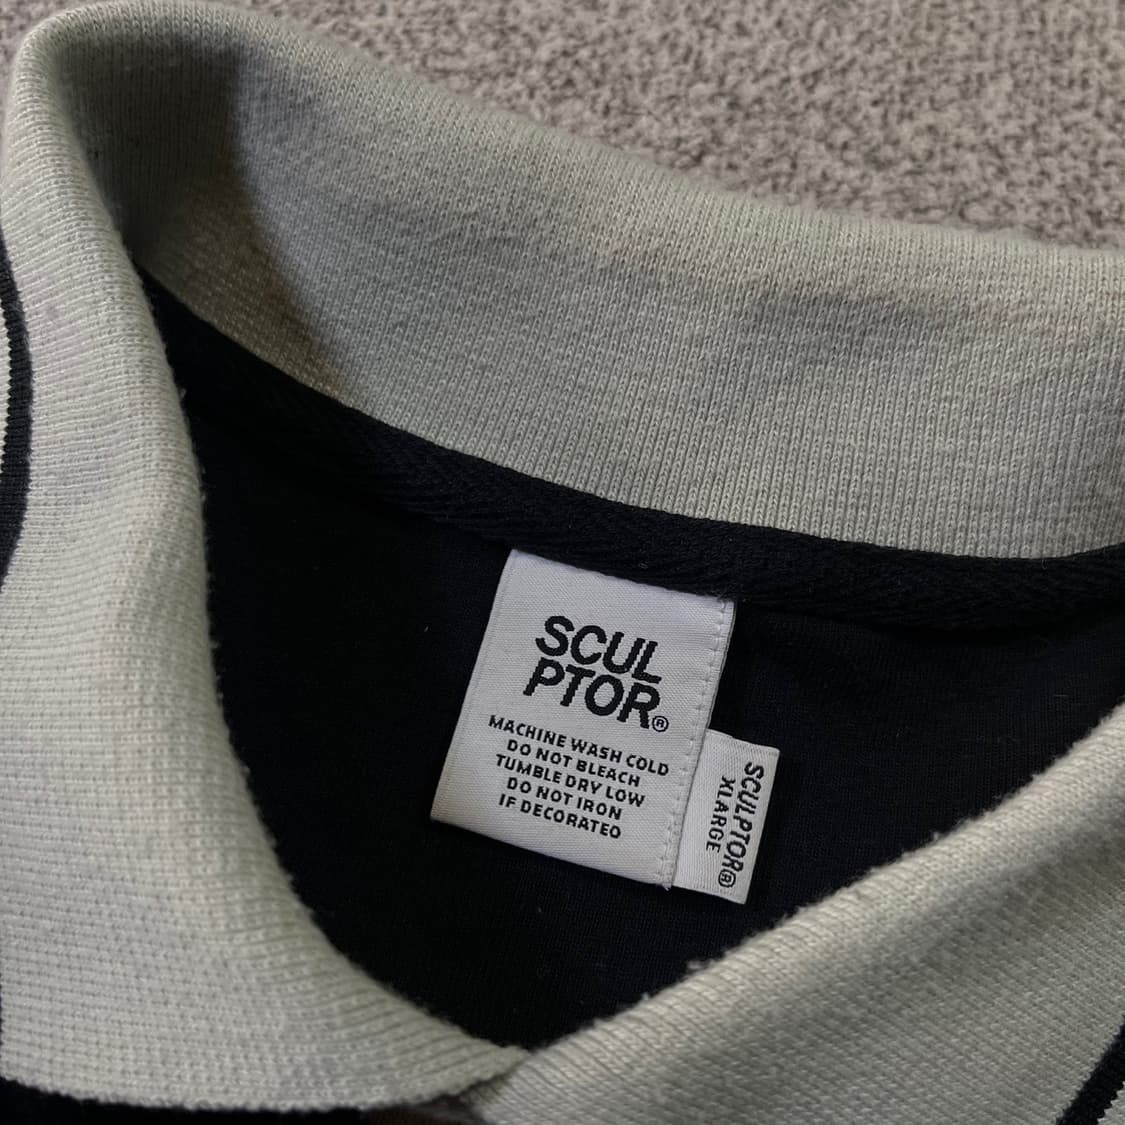 SCUL
PTOR®
MACHINE WASH COLD
DO NOT BLEACH
TUMBLE DRY LOW
DO NOT IRON
IF DECORATED
SCULPTOR®
XLARGE